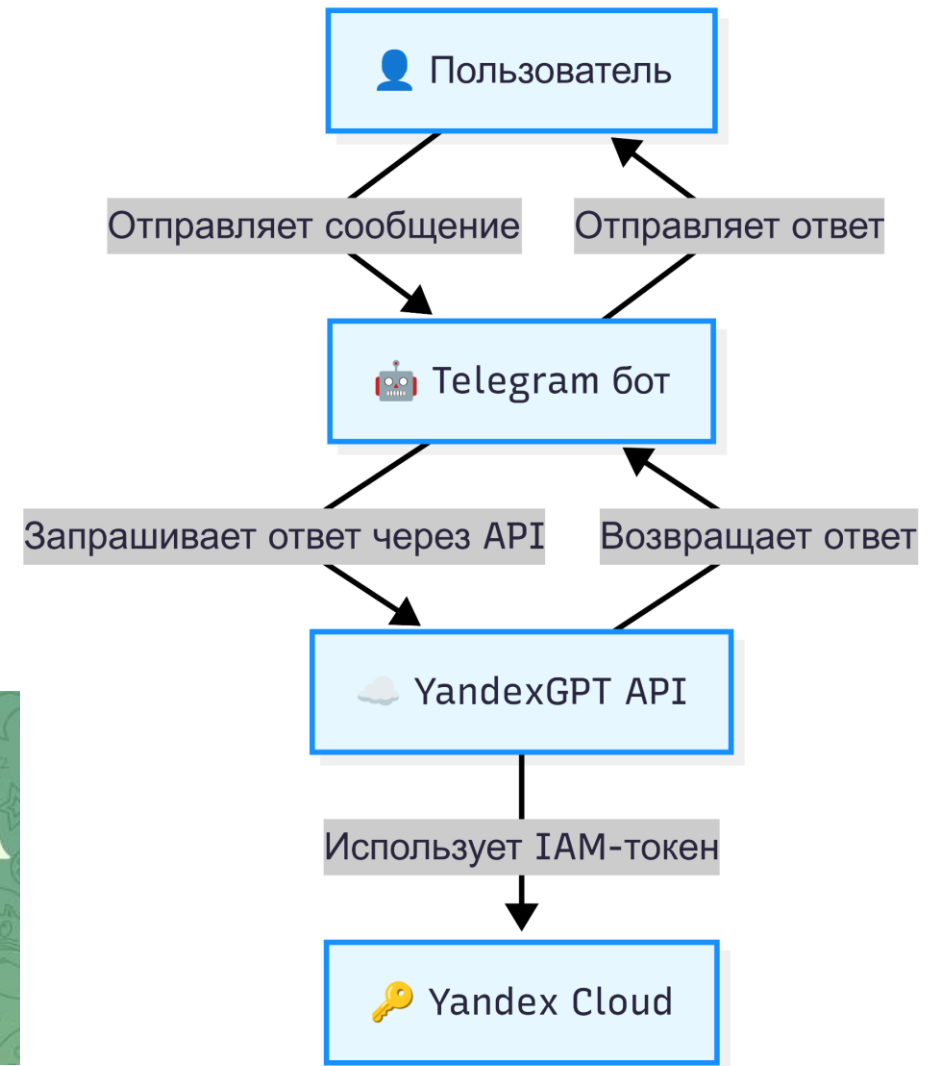 👤 Пользователь
Отправляет сообщение
Отправляет ответ
🤖 Telegram бот
Запрашивает ответ через API
Возвращает ответ
☁️ YandexGPT API
Использует IAM-токен
🔑 Yandex Cloud